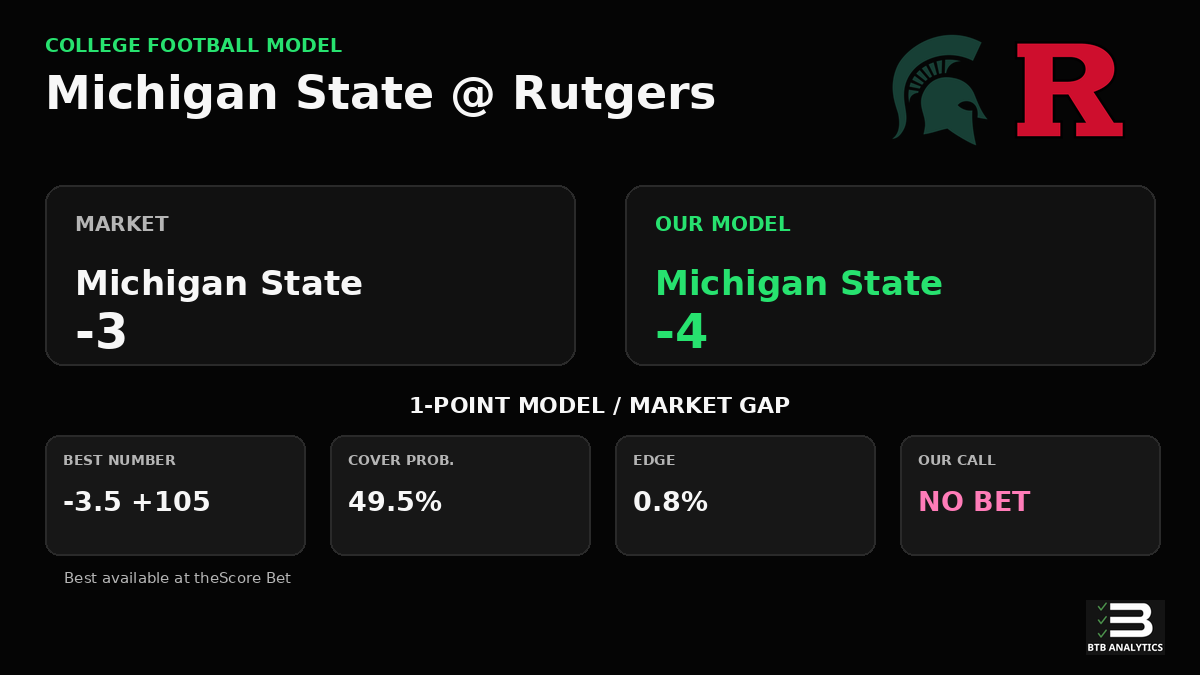 COLLEGE FOOTBALL MODEL
Michigan State @ Rutgers
R
MARKET
Michigan State
-3
OUR MODEL
Michigan State
-4
1-POINT MODEL / MARKET GAP
BEST NUMBER
-3.5 +105
COVER PROB.
49.5%
EDGE
0.8%
OUR CALL
NO BET
Best available at theScore Bet
B
BTB ANALYTICS